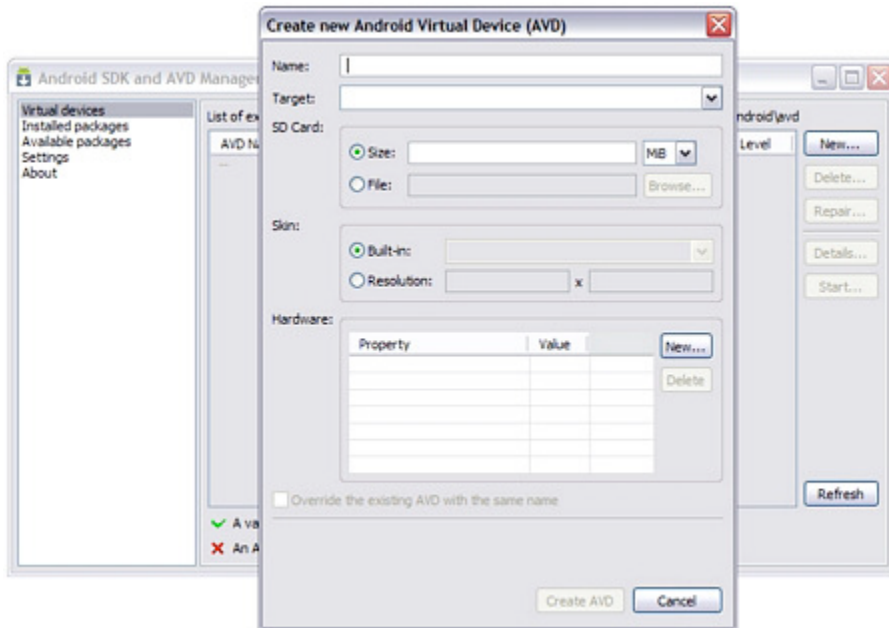 Create new Android Virtual Device (AVD)
Name:
Target:
SD Card:
Size:
MiB
File:
Browse...
Skin:
Built-in:
Resolution:
x
Hardware:
Property Value
New...
Delete
Override the existing AVD with the same name
Create AVD Cancel
Android SDK and AVD Manager
Virtual devices
Installed packages
Available packages
Settings
About
List of ex
ndroid\avd
AVD Na
Level
...
New...
Delete...
Repair...
Details...
Start...
Refresh
A va
An A